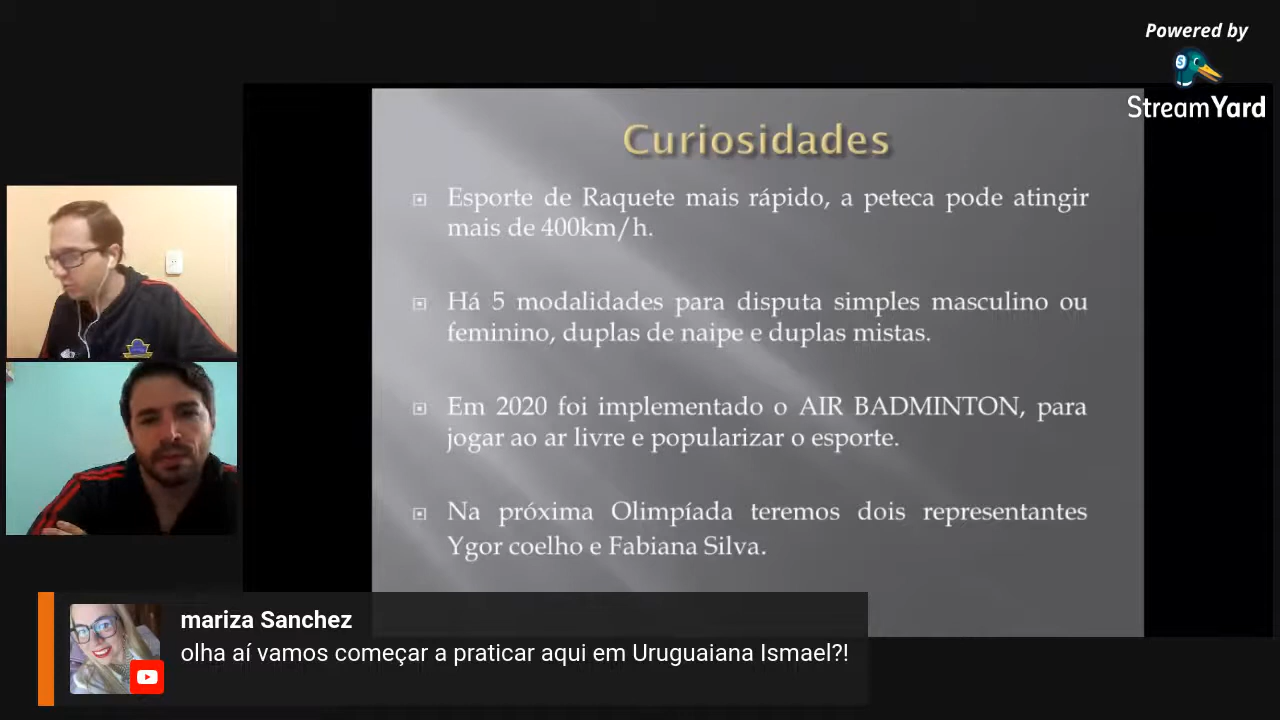 Powered by
StreamYard
Curiosidades
Esporte de Raquete mais rápido, a peteca pode atingir
mais de 400km/h.
Há 5 modalidades para disputa simples masculino ou
feminino, duplas de naipe e duplas mistas.
Em 2020 foi implementado o AIR BADMINTON, para
jogar ao ar livre e popularizar o esporte.
Na próxima Olimpíada teremos dois representantes
Ygor coelho e Fabiana Silva.
mariza Sanchez
olha aí vamos começar a praticar aqui em Uruguaiana Ismael?!